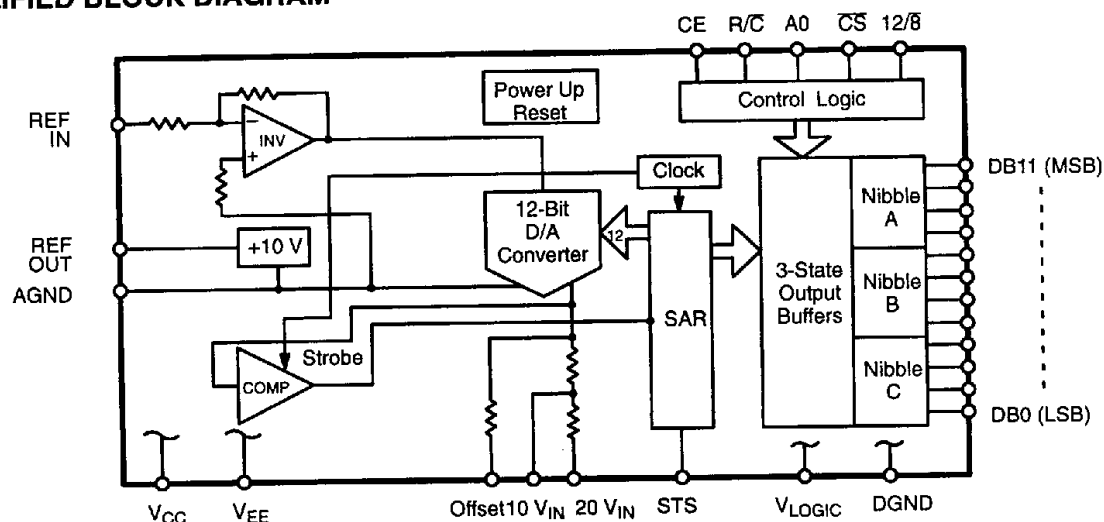 IFIED BLOCK DIAGRAM
CE R/C̅ A0 C̅S̅ 12/8̅
Power Up
Reset
Control Logic
REF
IN
−
INV
+
Clock
DB11 (MSB)
12-Bit
D/A
Converter
12
Nibble
A
REF
OUT
+10 V
3-State
Output
Buffers
Nibble
B
AGND
SAR
Strobe
COMP
Nibble
C
DB0 (LSB)
VCC VEE Offset 10 VIN 20 VIN STS VLOGIC DGND